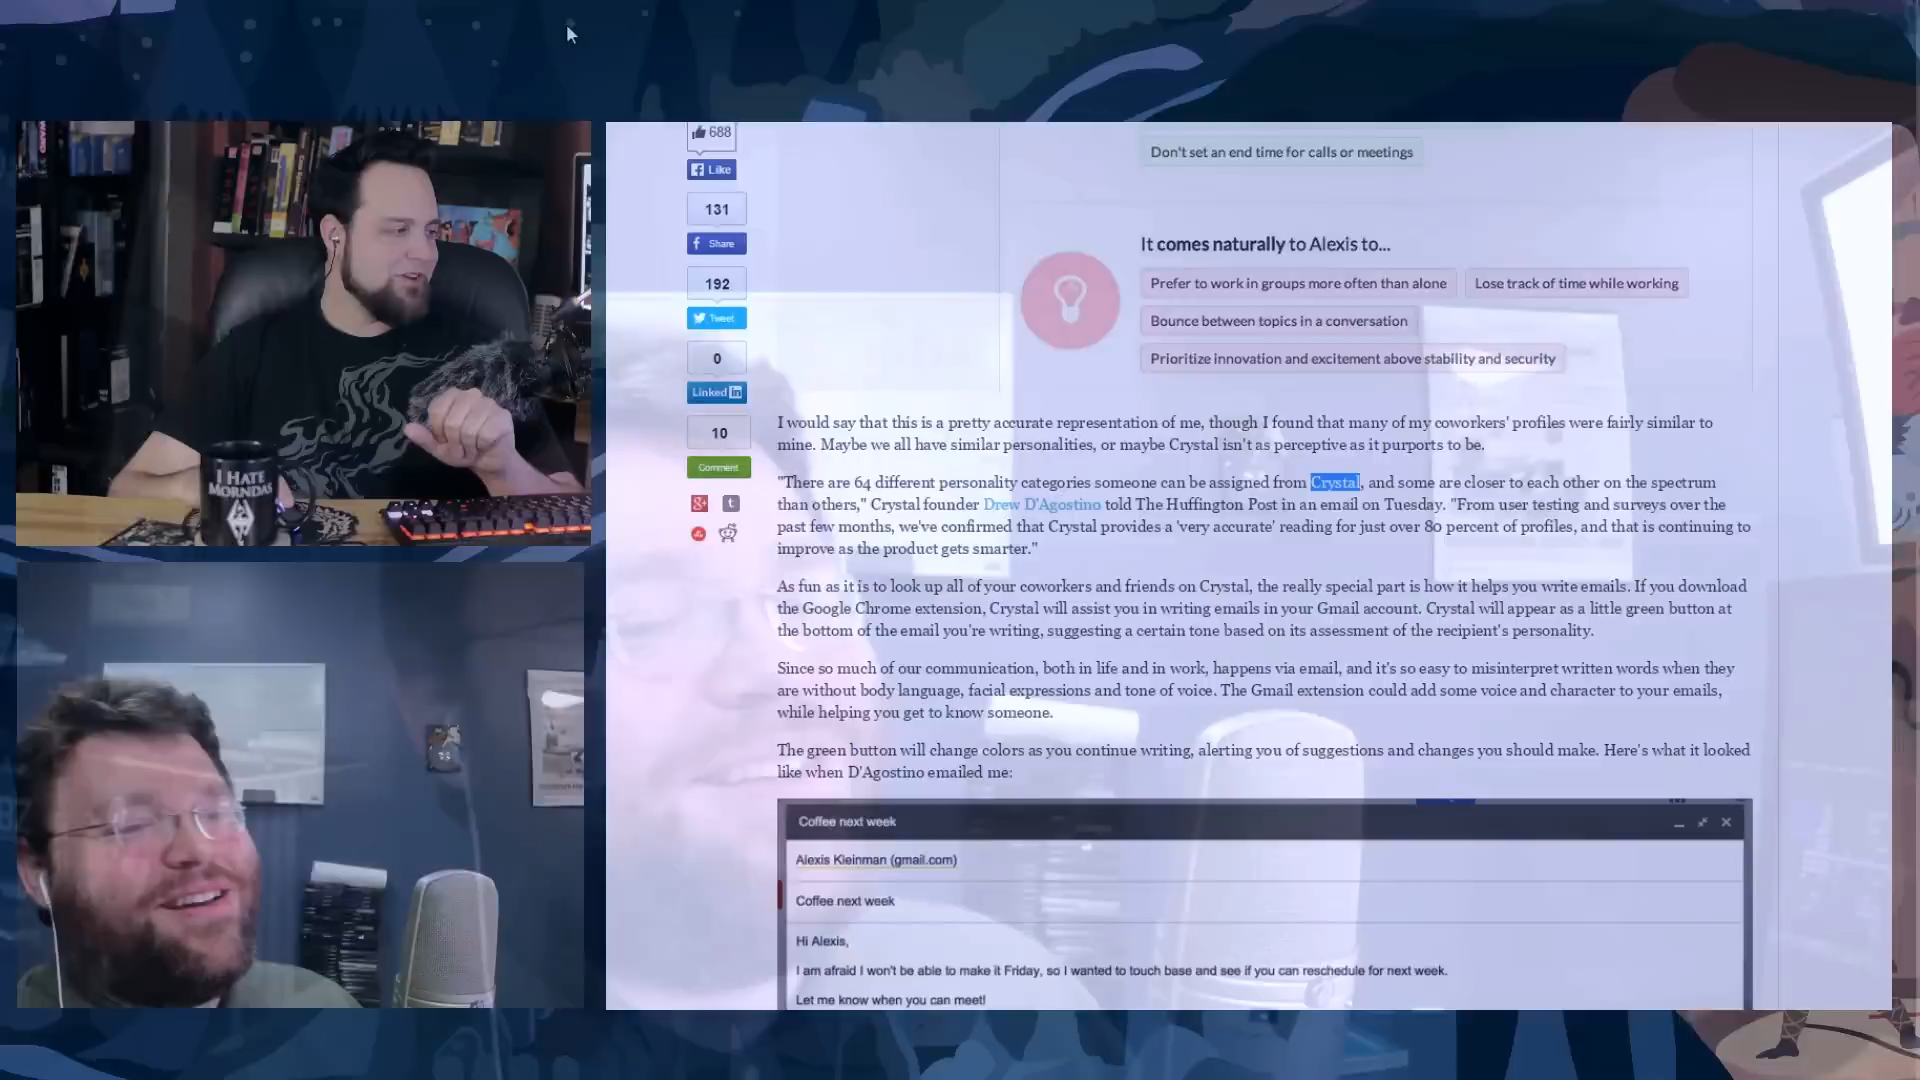 I HATE
MORNDAS
688
Like
131
Share
192
Tweet
0
Linked in
10
Comment
Don't set an end time for calls or meetings
It comes naturally to Alexis to...
Prefer to work in groups more often than alone
Lose track of time while working
Bounce between topics in a conversation
Prioritize innovation and excitement above stability and security
I would say that this is a pretty accurate representation of me, though I found that many of my coworkers' profiles were fairly similar to
mine. Maybe we all have similar personalities, or maybe Crystal isn't as perceptive as it purports to be.
"There are 64 different personality categories someone can be assigned from Crystal, and some are closer to each other on the spectrum
than others," Crystal founder Drew D'Agostino told The Huffington Post in an email on Tuesday. "From user testing and surveys over the
past few months, we've confirmed that Crystal provides a 'very accurate' reading for just over 80 percent of profiles, and that is continuing to
improve as the product gets smarter."
As fun as it is to look up all of your coworkers and friends on Crystal, the really special part is how it helps you write emails. If you download
the Google Chrome extension, Crystal will assist you in writing emails in your Gmail account. Crystal will appear as a little green button at
the bottom of the email you're writing, suggesting a certain tone based on its assessment of the recipient's personality.
Since so much of our communication, both in life and in work, happens via email, and it's so easy to misinterpret written words when they
are without body language, facial expressions and tone of voice. The Gmail extension could add some voice and character to your emails,
while helping you get to know someone.
The green button will change colors as you continue writing, alerting you of suggestions and changes you should make. Here's what it looked
like when D'Agostino emailed me:
Coffee next week
Alexis Kleinman (gmail.com)
Coffee next week
Hi Alexis,
I am afraid I won't be able to make it Friday, so I wanted to touch base and see if you can reschedule for next week.
Let me know when you can meet!